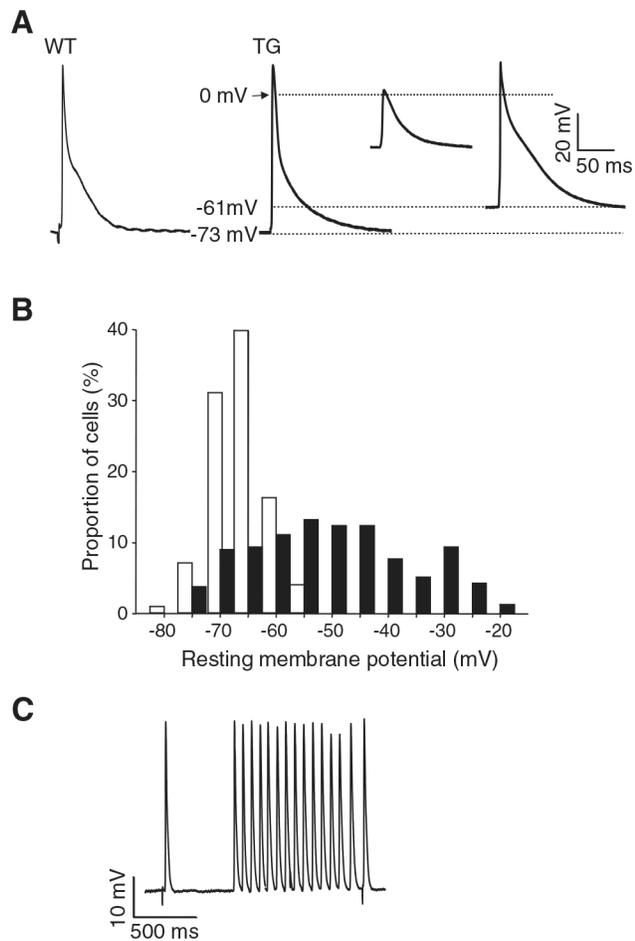 A
WT
TG
0 mV
20 mV
50 ms
-61mV
-73 mV
B
Proportion of cells (%)
40
30
20
10
0
-80 -70 -60 -50 -40 -30 -20
Resting membrane potential (mV)
C
10 mV
500 ms